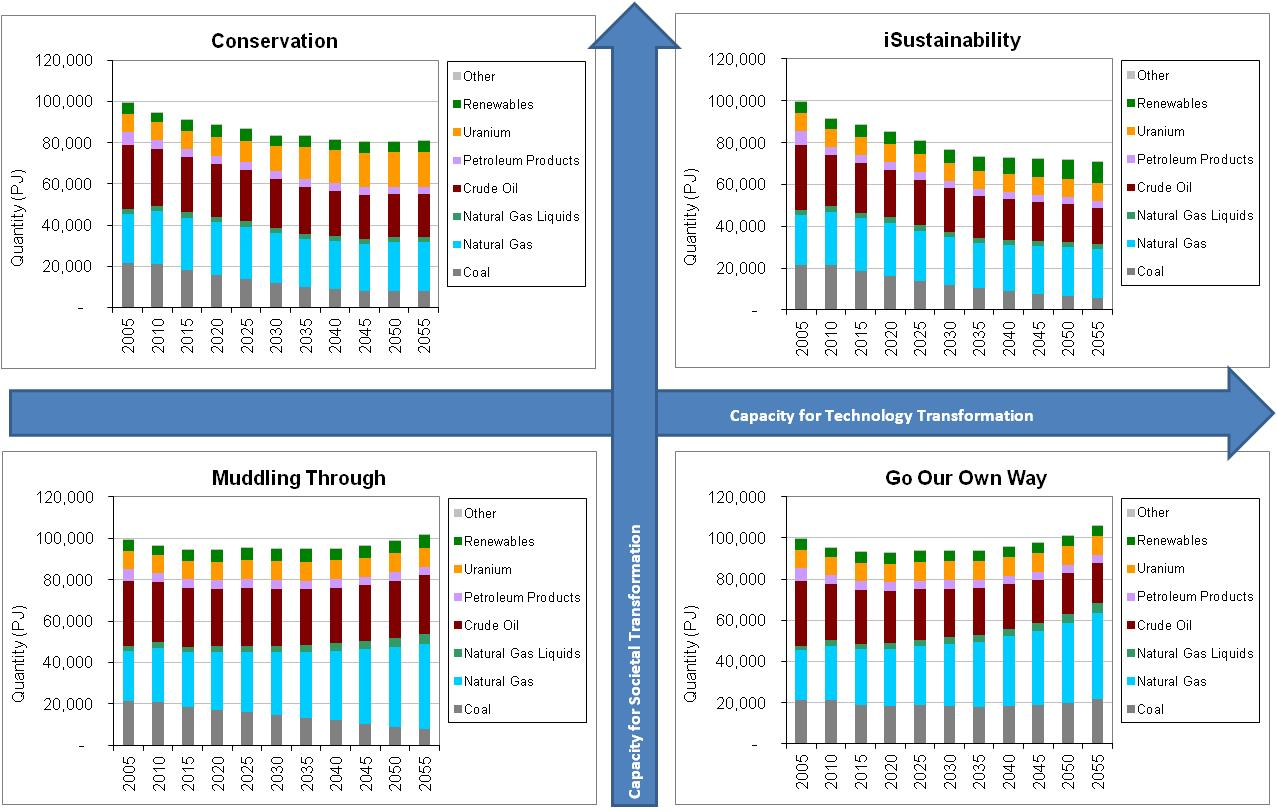 Conservation
120,000
100,000
80,000
60,000
40,000
20,000
-
Quantity (PJ)
2005 2010 2015 2020 2025 2030 2035 2040 2045 2050 2055
Other
Renewables
Uranium
Petroleum Products
Crude Oil
Natural Gas Liquids
Natural Gas
Coal
iSustainability
120,000
100,000
80,000
60,000
40,000
20,000
-
Quantity (PJ)
2005 2010 2015 2020 2025 2030 2035 2040 2045 2050 2055
Other
Renewables
Uranium
Petroleum Products
Crude Oil
Natural Gas Liquids
Natural Gas
Coal
Capacity for Technology Transformation
Capacity for Societal Transformation
Muddling Through
120,000
100,000
80,000
60,000
40,000
20,000
-
Quantity (PJ)
2005 2010 2015 2020 2025 2030 2035 2040 2045 2050 2055
Other
Renewables
Uranium
Petroleum Products
Crude Oil
Natural Gas Liquids
Natural Gas
Coal
Go Our Own Way
120,000
100,000
80,000
60,000
40,000
20,000
-
Quantity (PJ)
2005 2010 2015 2020 2025 2030 2035 2040 2045 2050 2055
Other
Renewables
Uranium
Petroleum Products
Crude Oil
Natural Gas Liquids
Natural Gas
Coal